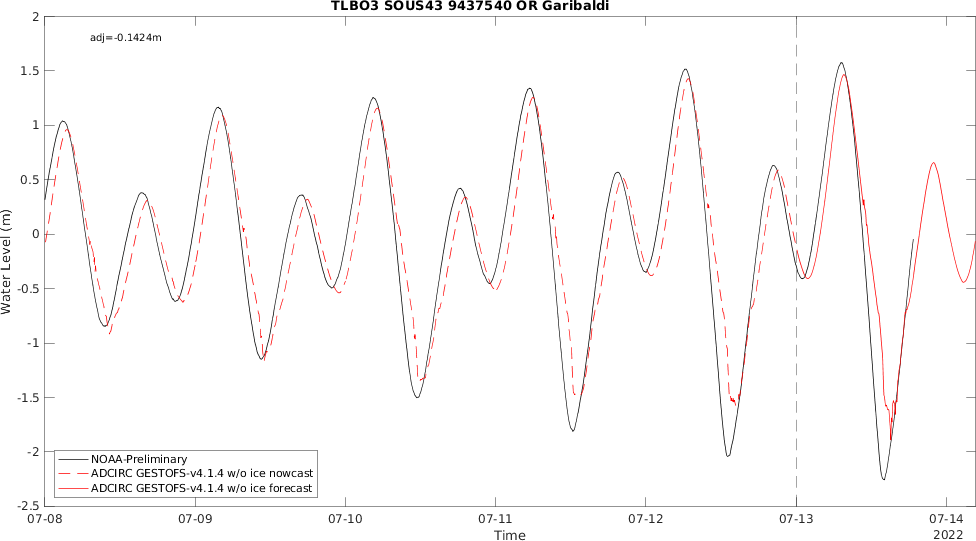 TLBO3 SOUS43 9437540 OR Garibaldi
adj=-0.1424m
Water Level (m)
2
1.5
1
0.5
0
-0.5
-1
-1.5
-2
-2.5
NOAA-Preliminary
ADCIRC GESTOFS-v4.1.4 w/o ice nowcast
ADCIRC GESTOFS-v4.1.4 w/o ice forecast
07-08 07-09 07-10 07-11 07-12 07-13 07-14
Time
2022